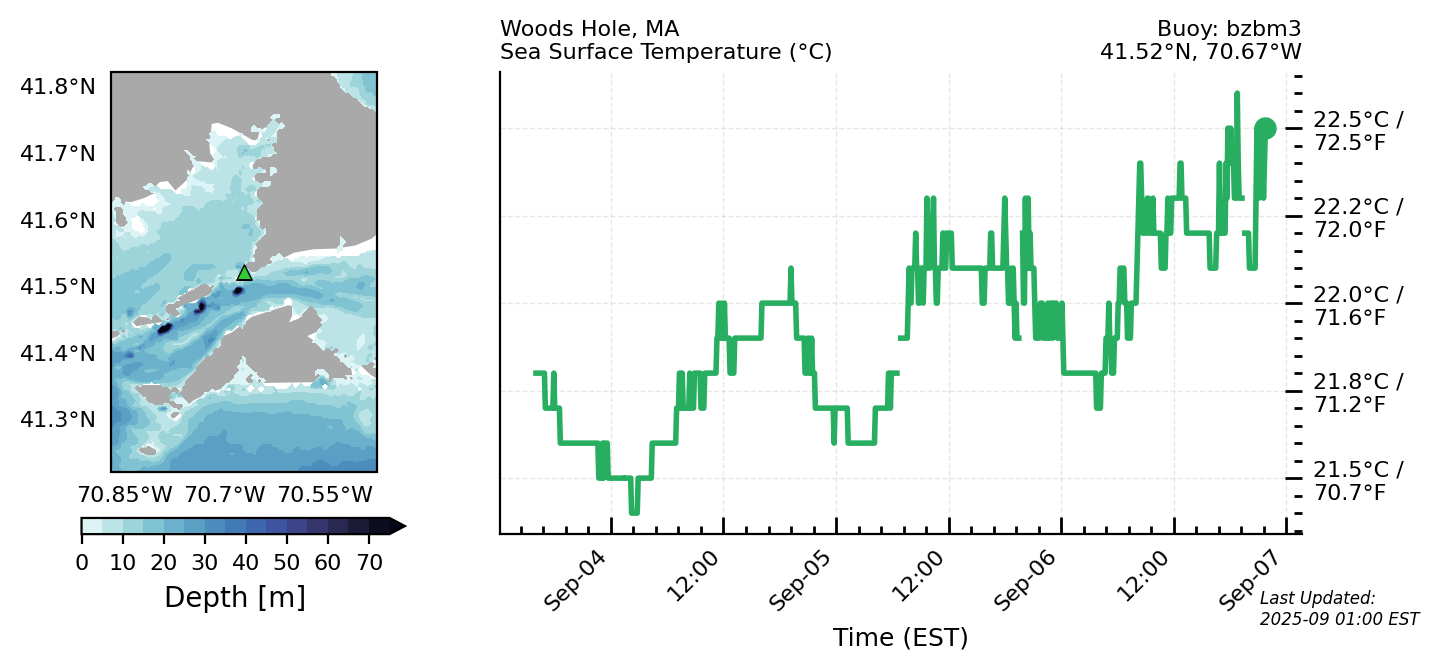 Woods Hole, MA
Sea Surface Temperature (°C)
Buoy: bzbm3
41.52°N, 70.67°W
41.8°N
41.7°N
41.6°N
41.5°N
41.4°N
41.3°N
70.85°W 70.7°W 70.55°W
0 10 20 30 40 50 60 70
Depth [m]
22.5°C /
72.5°F
22.2°C /
72.0°F
22.0°C /
71.6°F
21.8°C /
71.2°F
21.5°C /
70.7°F
Sep-04
12:00
Sep-05
12:00
Sep-06
12:00
Sep-07
Time (EST)
Last Updated:
2025-09 01:00 EST